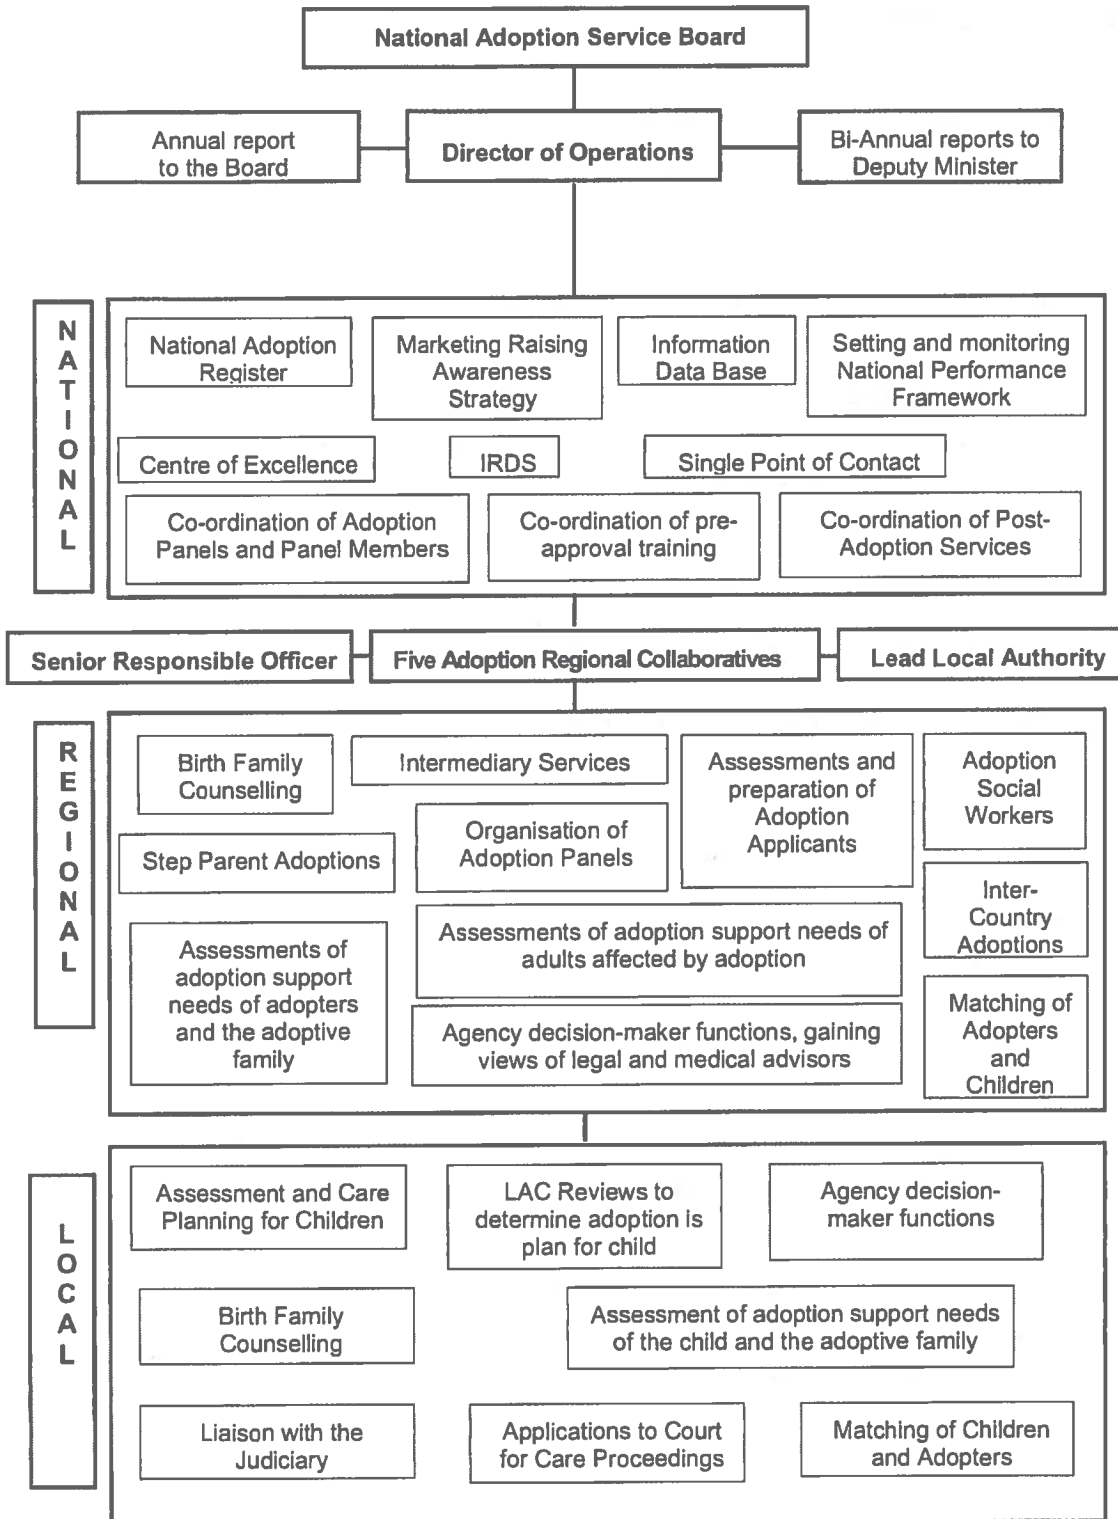 National Adoption Service Board
Annual report
to the Board
Director of Operations
Bi-Annual reports to
Deputy Minister
NATIONAL
National Adoption
Register
Marketing Raising
Awareness
Strategy
Information
Data Base
Setting and monitoring
National Performance
Framework
Centre of Excellence
IRDS
Single Point of Contact
Co-ordination of Adoption
Panels and Panel Members
Co-ordination of pre-
approval training
Co-ordination of Post-
Adoption Services
Senior Responsible Officer
Five Adoption Regional Collaboratives
Lead Local Authority
REGIONAL
Birth Family
Counselling
Intermediary Services
Assessments and
preparation of
Adoption
Applicants
Adoption
Social
Workers
Step Parent Adoptions
Organisation of
Adoption Panels
Inter-
Country
Adoptions
Assessments of
adoption support
needs of adopters
and the adoptive
family
Assessments of adoption support needs of
adults affected by adoption
Agency decision-maker functions, gaining
views of legal and medical advisors
Matching of
Adopters
and
Children
LOCAL
Assessment and Care
Planning for Children
LAC Reviews to
determine adoption is
plan for child
Agency decision-
maker functions
Birth Family
Counselling
Assessment of adoption support needs
of the child and the adoptive family
Liaison with the
Judiciary
Applications to Court
for Care Proceedings
Matching of Children
and Adopters